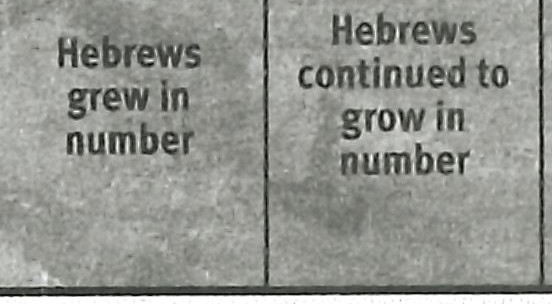 Hebrews
grew in
number
Hebrews
continued to
grow in
number